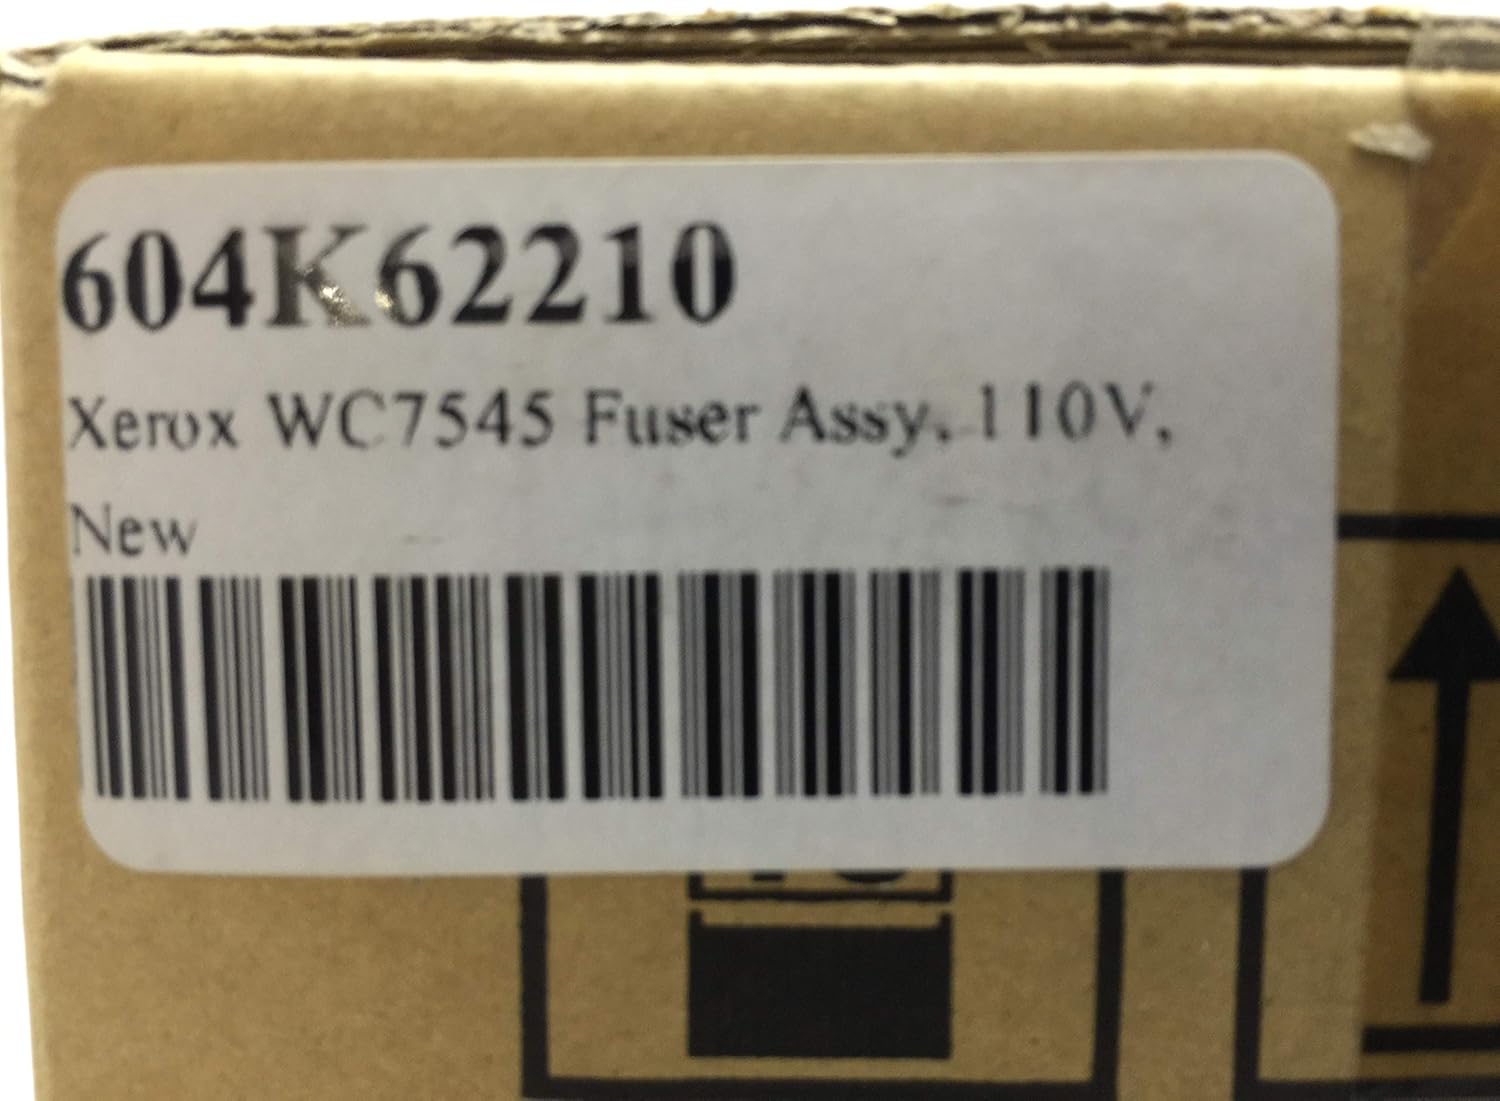 604K62210
Xerox WC7545 Fuser Assy, 110V,
New